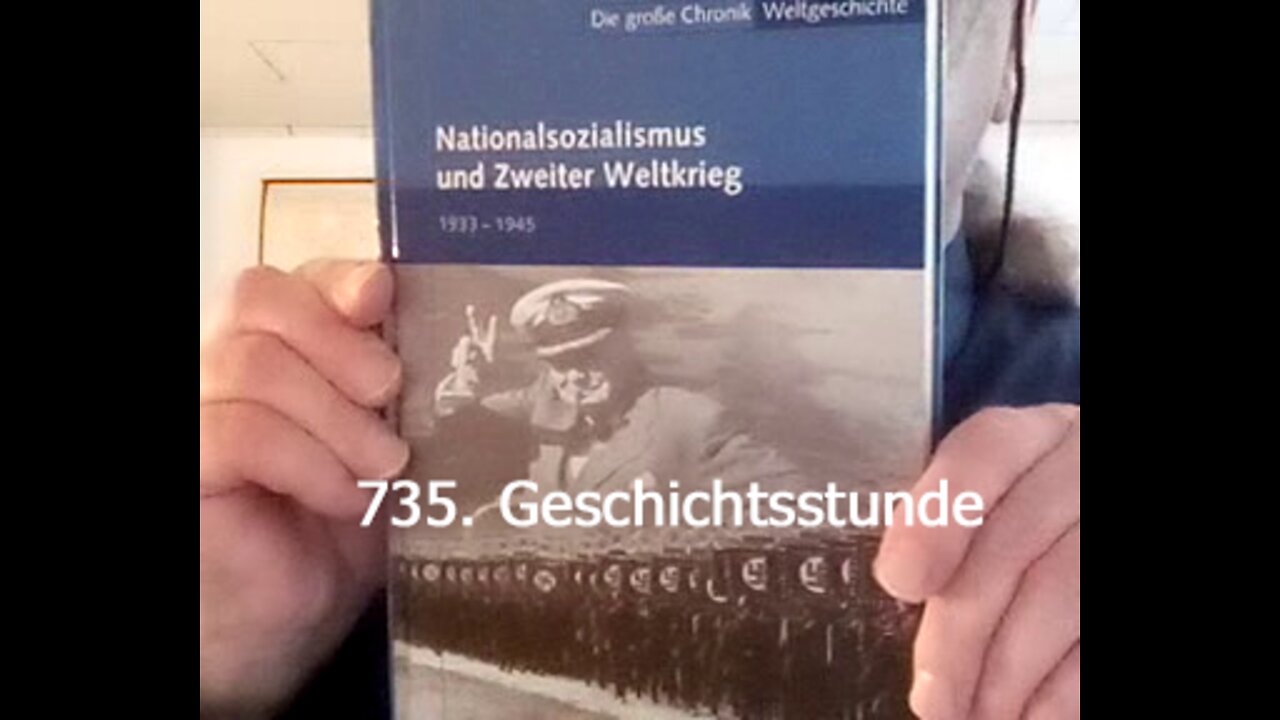 Die große Chronik Weltgeschichte
Nationalsozialismus
und Zweiter Weltkrieg
1933 – 1945
735. Geschichtsstunde